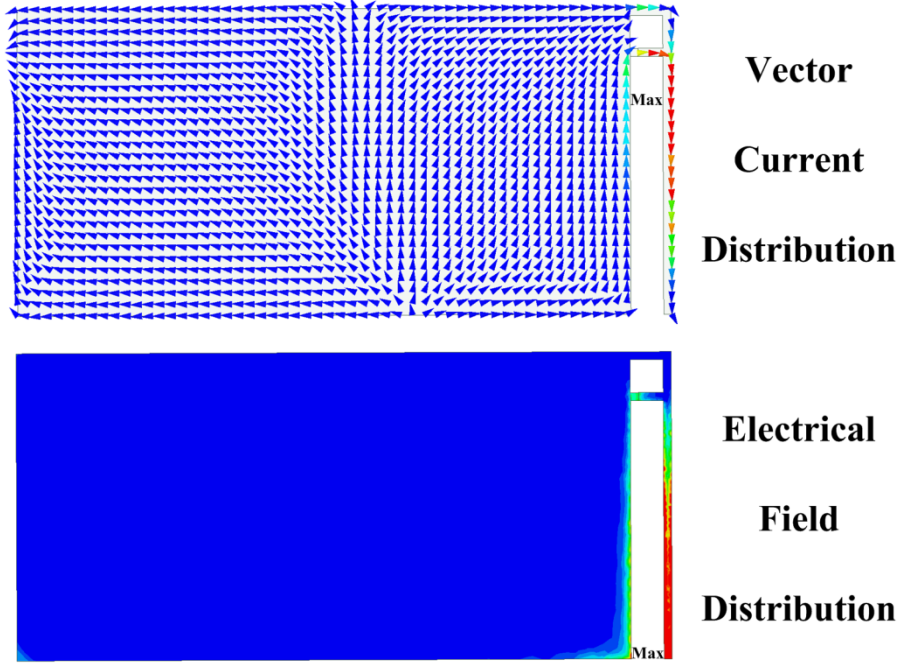 Vector
Max
Current
Distribution
Electrical
Field
Distribution
Max